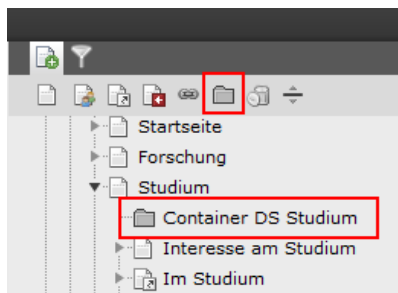 Startseite
Forschung
Studium
Container DS Studium
Interesse am Studium
Im Studium